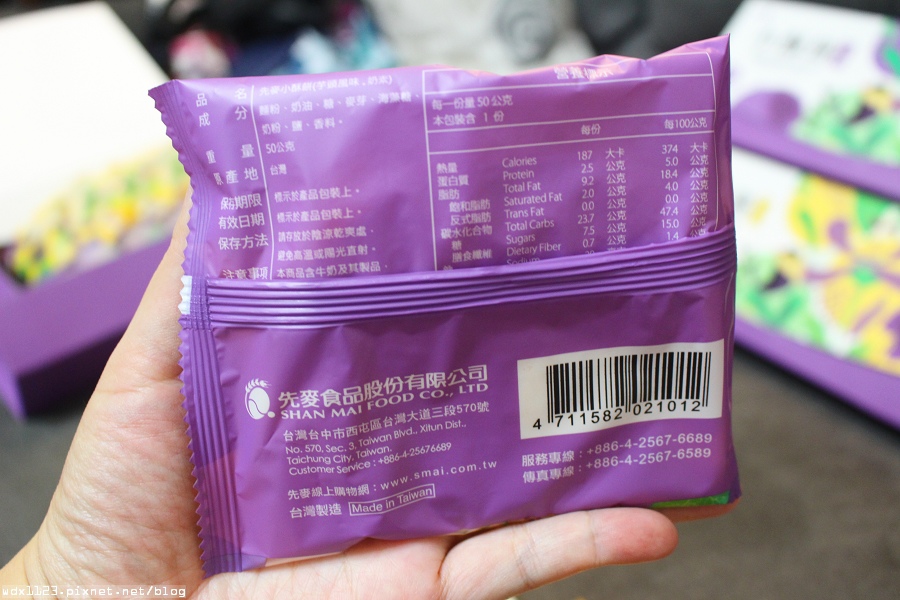 品名 先麥小酥餅(芋頭風味，奶素)
成分 麵粉、奶油、糖、麥芽、海藻糖、
奶粉、鹽、香料。
重量 50公克
原產地 台灣
保存期限 標示於產品包裝上。
有效日期 標示於產品包裝上。
保存方法 請存放於陰涼乾爽處，
避免高溫或陽光直射。
注意事項 本商品含牛奶及其製品
營養標示
每一份量 50 公克
本包裝含 1 份
每份 每100公克
熱量 Calories 187 大卡 374 大卡
蛋白質 Protein 2.5 公克 5.0 公克
脂肪 Total Fat 9.2 公克 18.4 公克
飽和脂肪 Saturated Fat 2.0 公克 4.0 公克
反式脂肪 Trans Fat 0.0 公克 0.0 公克
碳水化合物 Total Carbs 23.7 公克 47.4 公克
糖 Sugars 7.5 公克 15.0 公克
膳食纖維 Dietary Fiber 0.7 公克 1.4 公克
先麥食品股份有限公司
SHAN MAI FOOD CO., LTD
台灣台中市西屯區台灣大道三段570號
No. 570, Sec. 3, Taiwan Blvd., Xitun Dist.,
Taichung City, Taiwan.
Customer Service : +886-4-25676689
先麥線上購物網 : www.smai.com.tw
台灣製造 Made in Taiwan
4 711582 021012
服務專線 : +886-4-2567-6689
傳真專線 : +886-4-2567-6589
wdx1123.pixnet.net/blog